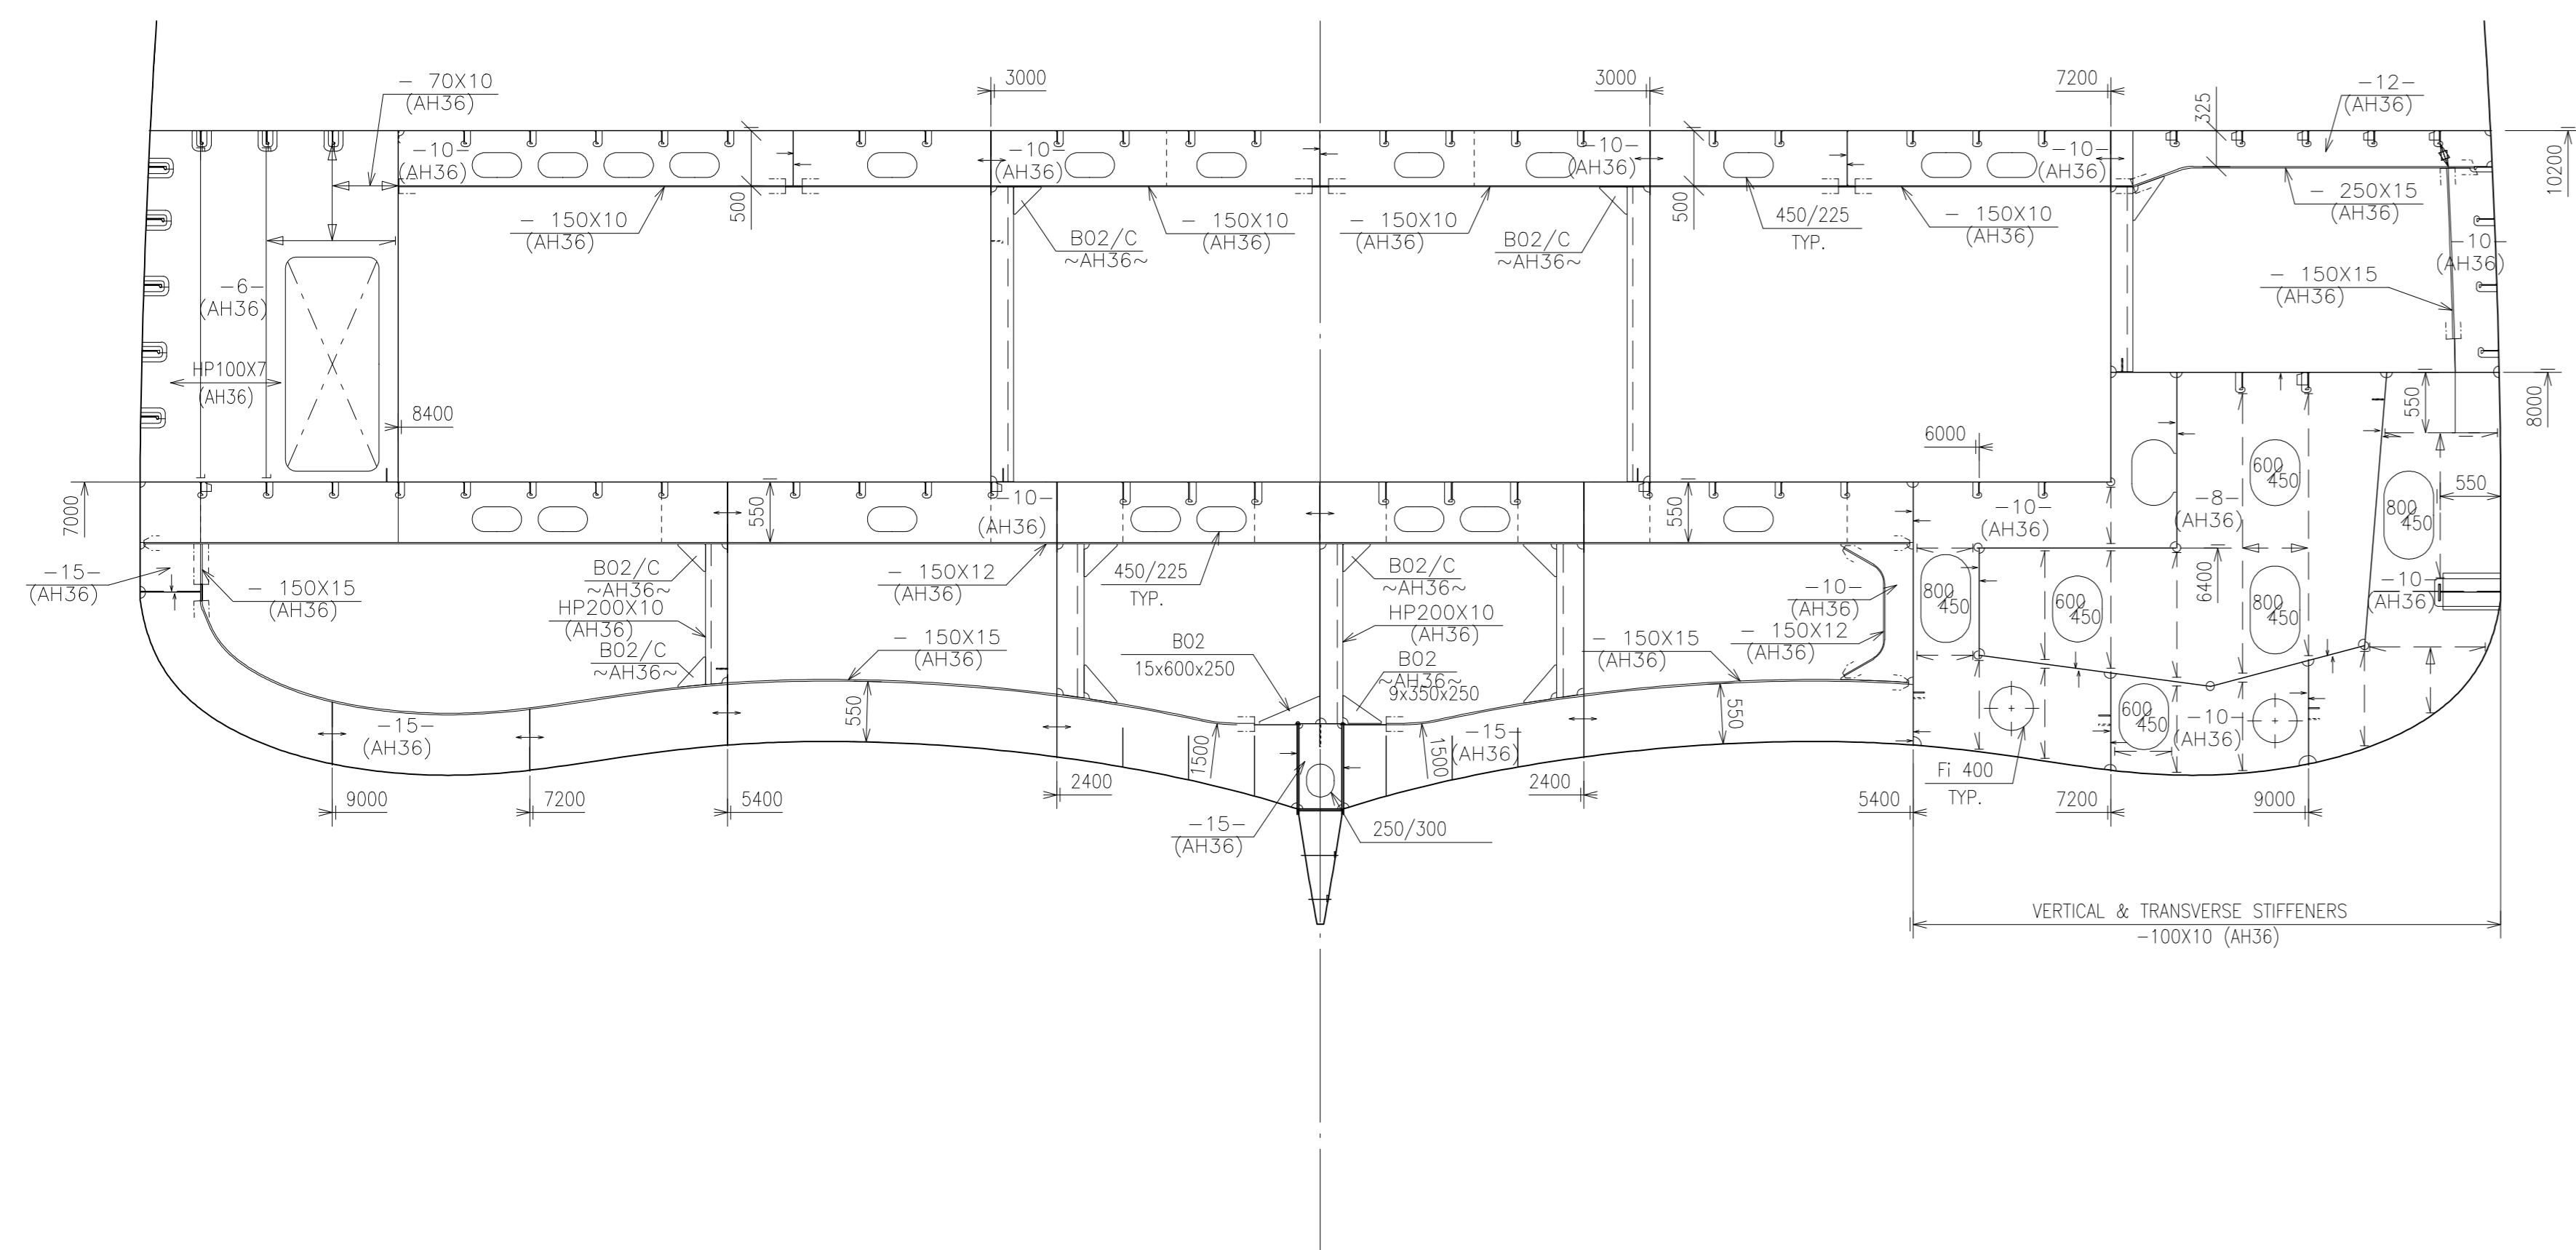 - 70X10
(AH36)
3000
3000
7200
325
-12-
(AH36)
10200
-10-
(AH36)
-10-
(AH36)
-10-
(AH36)
-10-
(AH36)
500
500
- 150X10
(AH36)
B02/C
~AH36~
- 150X10
(AH36)
- 150X10
(AH36)
B02/C
~AH36~
450/225
TYP.
- 150X10
(AH36)
- 250X15
(AH36)
-10-
(AH36)
- 150X15
(AH36)
-6-
(AH36)
HP100X7
(AH36)
8400
6000
550
8000
7000
550
-10-
(AH36)
550
-10-
(AH36)
-8-
(AH36)
600
450
800
450
550
-15-
(AH36)
- 150X15
(AH36)
B02/C
~AH36~
HP200X10
(AH36)
B02/C
~AH36~
- 150X12
(AH36)
450/225
TYP.
B02/C
~AH36~
HP200X10
(AH36)
B02
15x600x250
B02
~AH36~
9x350x250
- 150X15
(AH36)
- 150X15
(AH36)
-10-
(AH36)
- 150X12
(AH36)
800
450
600
450
6400
800
450
-10-
(AH36)
-15-
(AH36)
550
1500
1500
-15-
(AH36)
550
600
450
-10-
(AH36)
Fi 400
TYP.
9000
7200
5400
2400
2400
5400
7200
9000
-15-
(AH36)
250/300
VERTICAL & TRANSVERSE STIFFENERS
-100X10 (AH36)